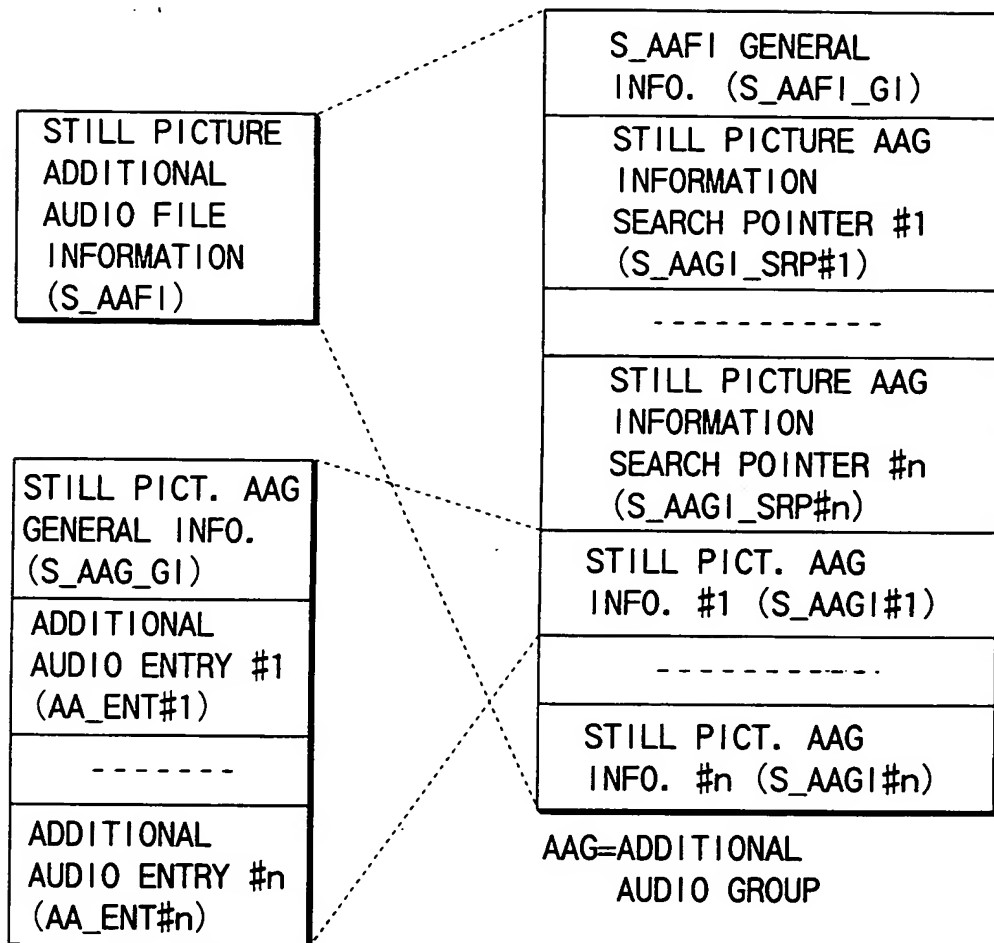 STILL PICTURE
ADDITIONAL
AUDIO FILE
INFORMATION
(S_AAFI)
S_AAFI GENERAL
INFO. (S_AAFI_GI)
STILL PICTURE AAG
INFORMATION
SEARCH POINTER #1
(S_AAGI_SRP#1)
STILL PICTURE AAG
INFORMATION
SEARCH POINTER #n
(S_AAGI_SRP#n)
STILL PICT. AAG
INFO. #1 (S_AAGI#1)
STILL PICT. AAG
INFO. #n (S_AAGI#n)
STILL PICT. AAG
GENERAL INFO.
(S_AAG_GI)
ADDITIONAL
AUDIO ENTRY #1
(AA_ENT#1)
ADDITIONAL
AUDIO ENTRY #n
(AA_ENT#n)
AAG=ADDITIONAL
AUDIO GROUP